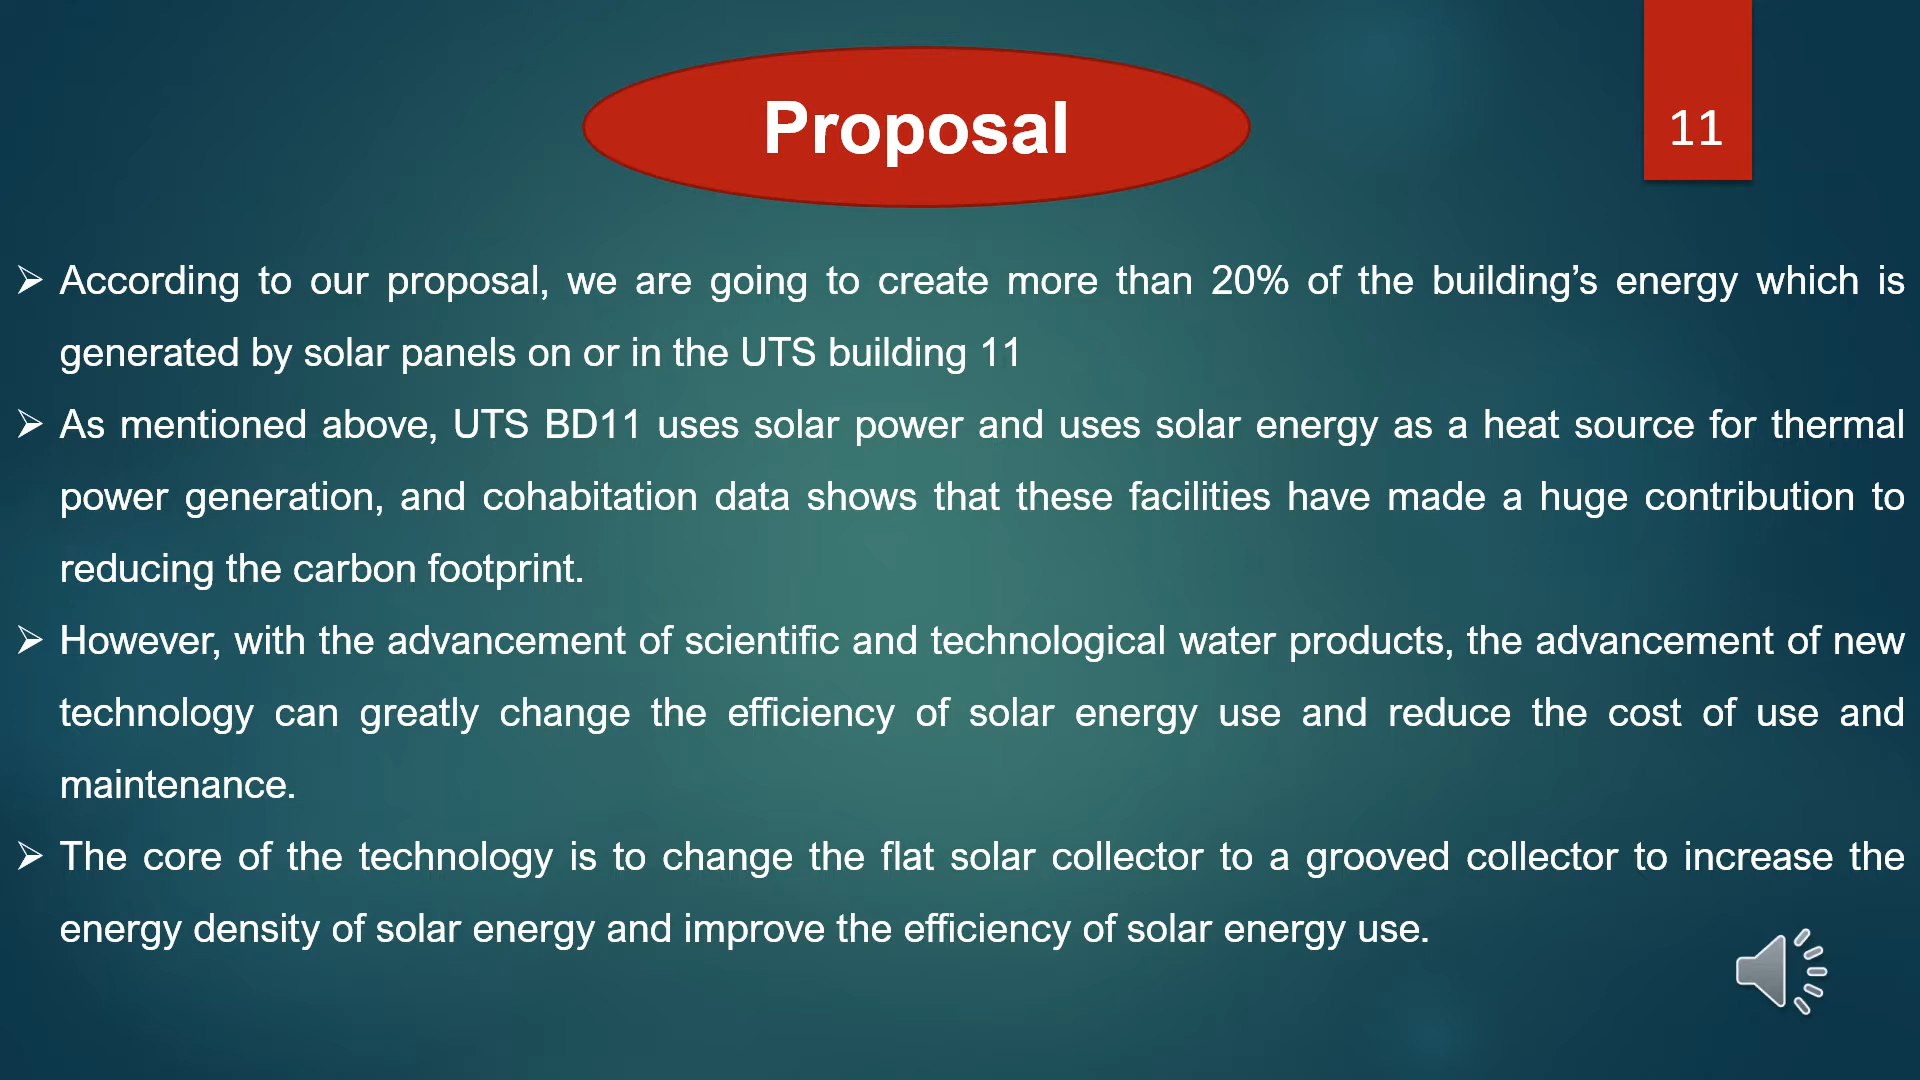 Proposal
11
➢ According to our proposal, we are going to create more than 20% of the building’s energy which is
generated by solar panels on or in the UTS building 11
➢ As mentioned above, UTS BD11 uses solar power and uses solar energy as a heat source for thermal
power generation, and cohabitation data shows that these facilities have made a huge contribution to
reducing the carbon footprint.
➢ However, with the advancement of scientific and technological water products, the advancement of new
technology can greatly change the efficiency of solar energy use and reduce the cost of use and
maintenance.
➢ The core of the technology is to change the flat solar collector to a grooved collector to increase the
energy density of solar energy and improve the efficiency of solar energy use.